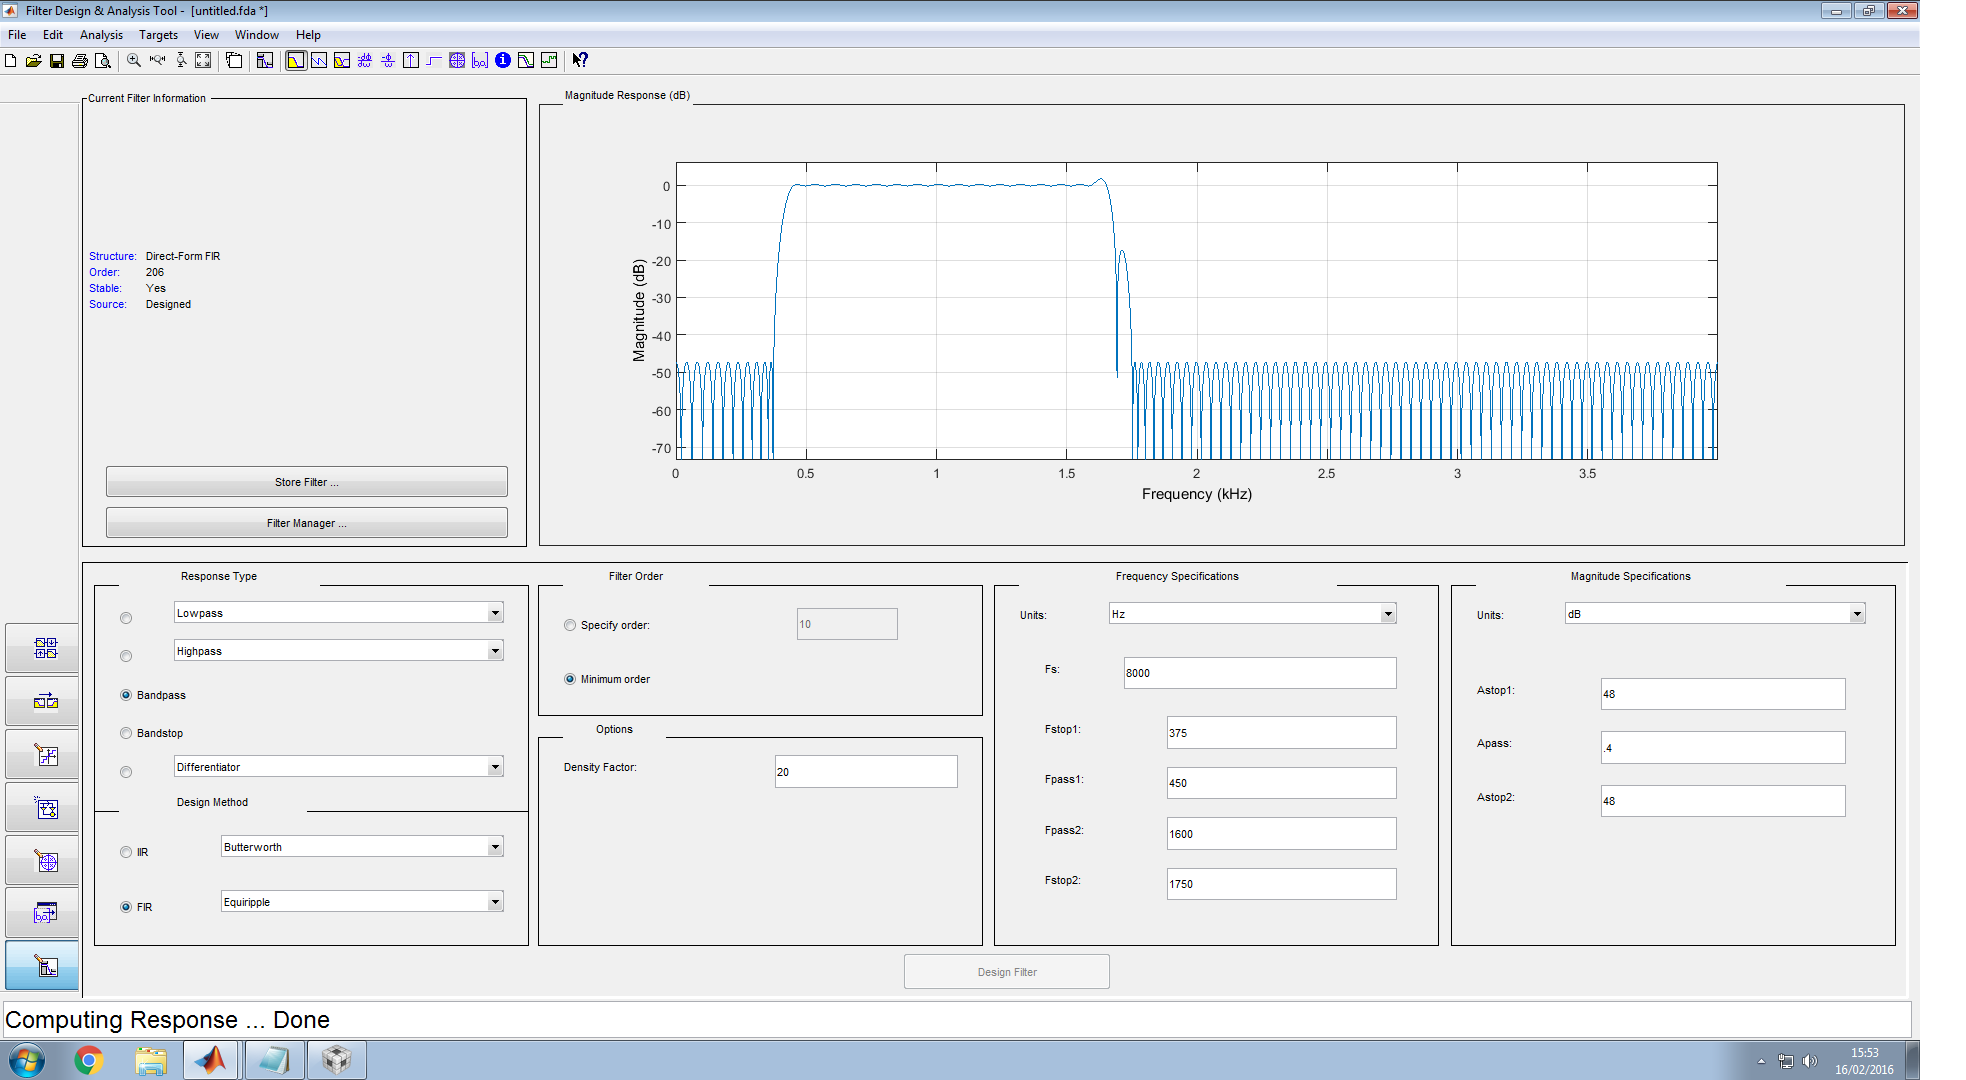 Filter Design & Analysis Tool - [untitled.fda *]
File Edit Analysis Targets View Window Help
Current Filter Information
Structure: Direct-Form FIR
Order: 206
Stable: Yes
Source: Designed
Store Filter ...
Filter Manager ...
Magnitude Response (dB)
0
-10
-20
-30
-40
-50
-60
-70
Magnitude (dB)
0 0.5 1 1.5 2 2.5 3 3.5
Frequency (kHz)
Response Type
Lowpass
Highpass
Bandpass
Bandstop
Differentiator
Design Method
IIR Butterworth
FIR Equiripple
Filter Order
Specify order: 10
Minimum order
Options
Density Factor: 20
Frequency Specifications
Units: Hz
Fs: 8000
Fstop1: 375
Fpass1: 450
Fpass2: 1600
Fstop2: 1750
Magnitude Specifications
Units: dB
Astop1: 48
Apass: .4
Astop2: 48
Design Filter
Computing Response ... Done
15:53
16/02/2016